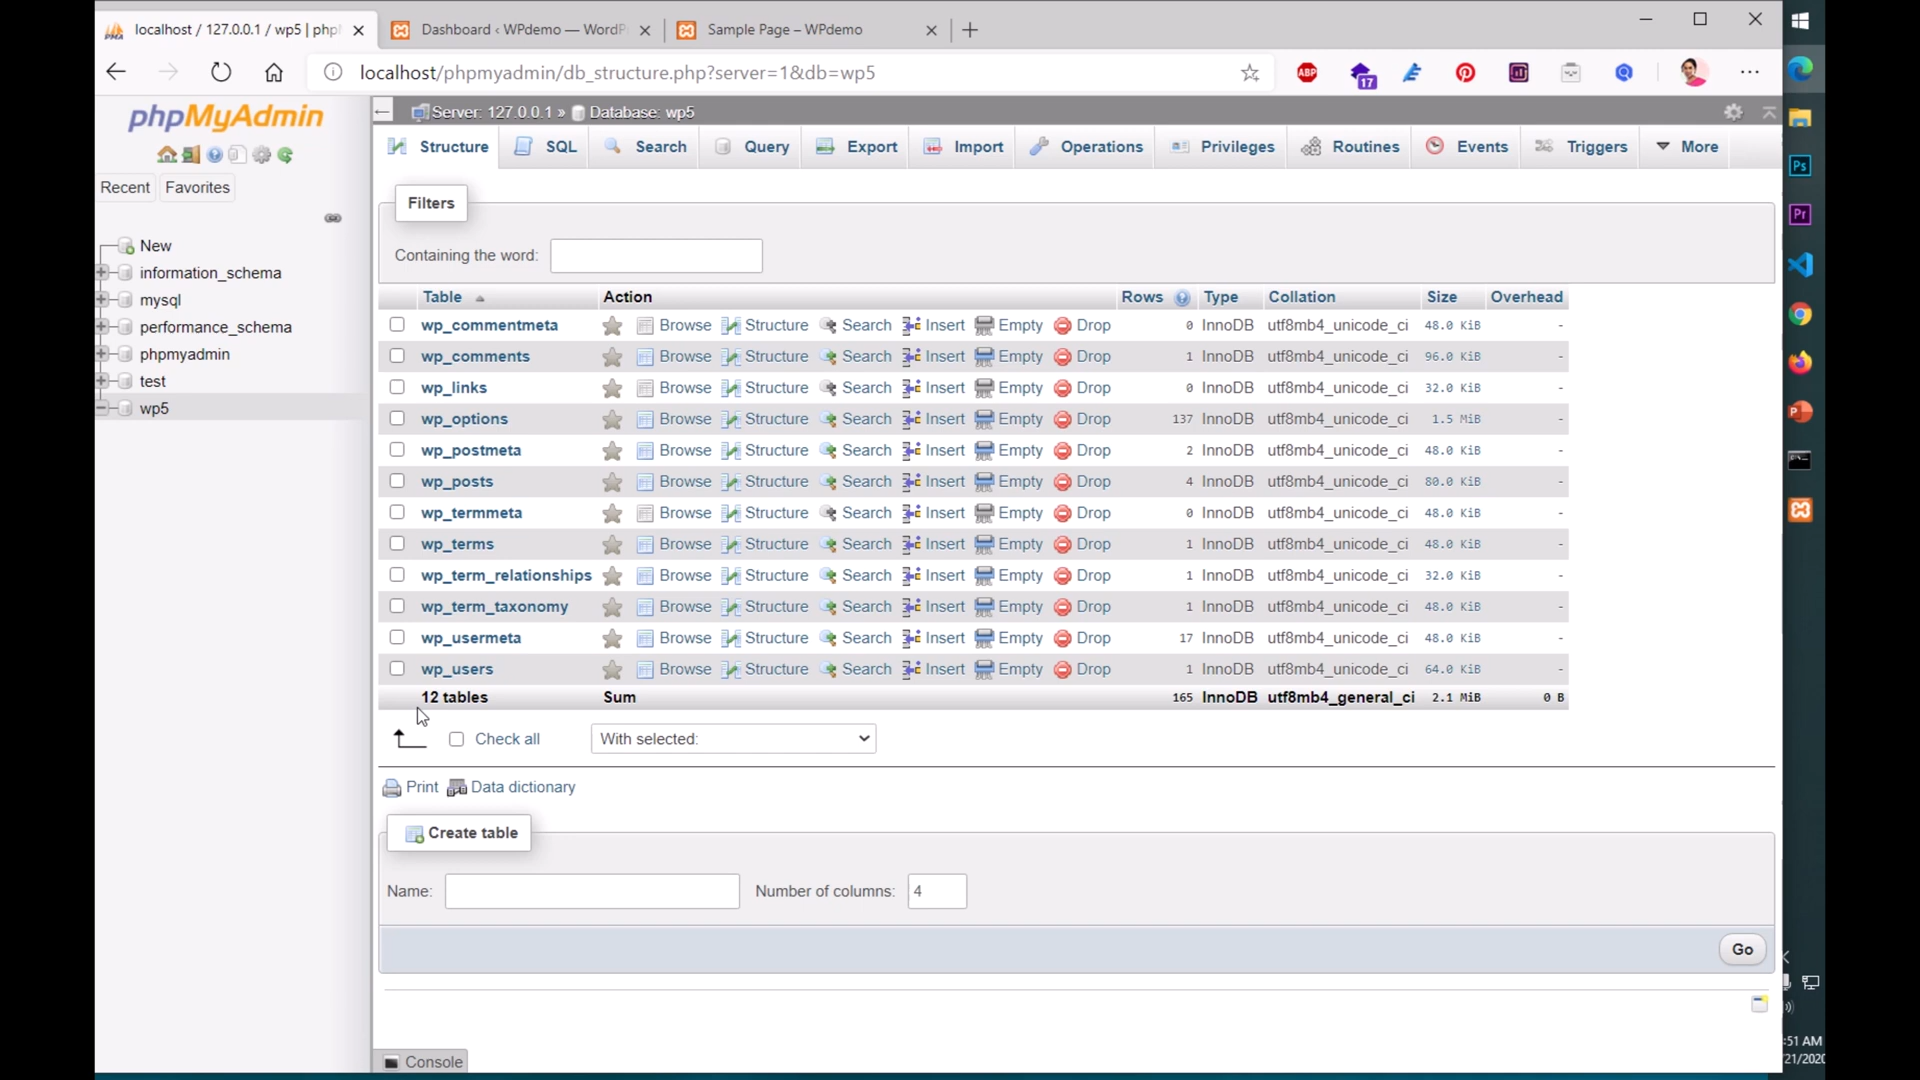 localhost / 127.0.0.1 / wp5 | php
Dashboard ‹ WPdemo — WordP
Sample Page – WPdemo
localhost/phpmyadmin/db_structure.php?server=1&db=wp5
ABP
17
phpMyAdmin
Recent
Favorites
New
information_schema
mysql
performance_schema
phpmyadmin
test
wp5
Server: 127.0.0.1 » Database: wp5
Structure SQL Search Query Export Import Operations Privileges Routines Events Triggers More
Filters
Containing the word:
Table Action Rows Type Collation Size Overhead
wp_commentmeta Browse Structure Search Insert Empty Drop 0 InnoDB utf8mb4_unicode_ci 48.0 KiB -
wp_comments Browse Structure Search Insert Empty Drop 1 InnoDB utf8mb4_unicode_ci 96.0 KiB -
wp_links Browse Structure Search Insert Empty Drop 0 InnoDB utf8mb4_unicode_ci 32.0 KiB -
wp_options Browse Structure Search Insert Empty Drop 137 InnoDB utf8mb4_unicode_ci 1.5 MiB -
wp_postmeta Browse Structure Search Insert Empty Drop 2 InnoDB utf8mb4_unicode_ci 48.0 KiB -
wp_posts Browse Structure Search Insert Empty Drop 4 InnoDB utf8mb4_unicode_ci 80.0 KiB -
wp_termmeta Browse Structure Search Insert Empty Drop 0 InnoDB utf8mb4_unicode_ci 48.0 KiB -
wp_terms Browse Structure Search Insert Empty Drop 1 InnoDB utf8mb4_unicode_ci 48.0 KiB -
wp_term_relationships Browse Structure Search Insert Empty Drop 1 InnoDB utf8mb4_unicode_ci 32.0 KiB -
wp_term_taxonomy Browse Structure Search Insert Empty Drop 1 InnoDB utf8mb4_unicode_ci 48.0 KiB -
wp_usermeta Browse Structure Search Insert Empty Drop 17 InnoDB utf8mb4_unicode_ci 48.0 KiB -
wp_users Browse Structure Search Insert Empty Drop 1 InnoDB utf8mb4_unicode_ci 64.0 KiB -
12 tables Sum 165 InnoDB utf8mb4_general_ci 2.1 MiB 0 B
Check all With selected:
Print Data dictionary
Create table
Name: Number of columns: 4
Go
Console
Ps
Pr
P
:51 AM
/21/2020